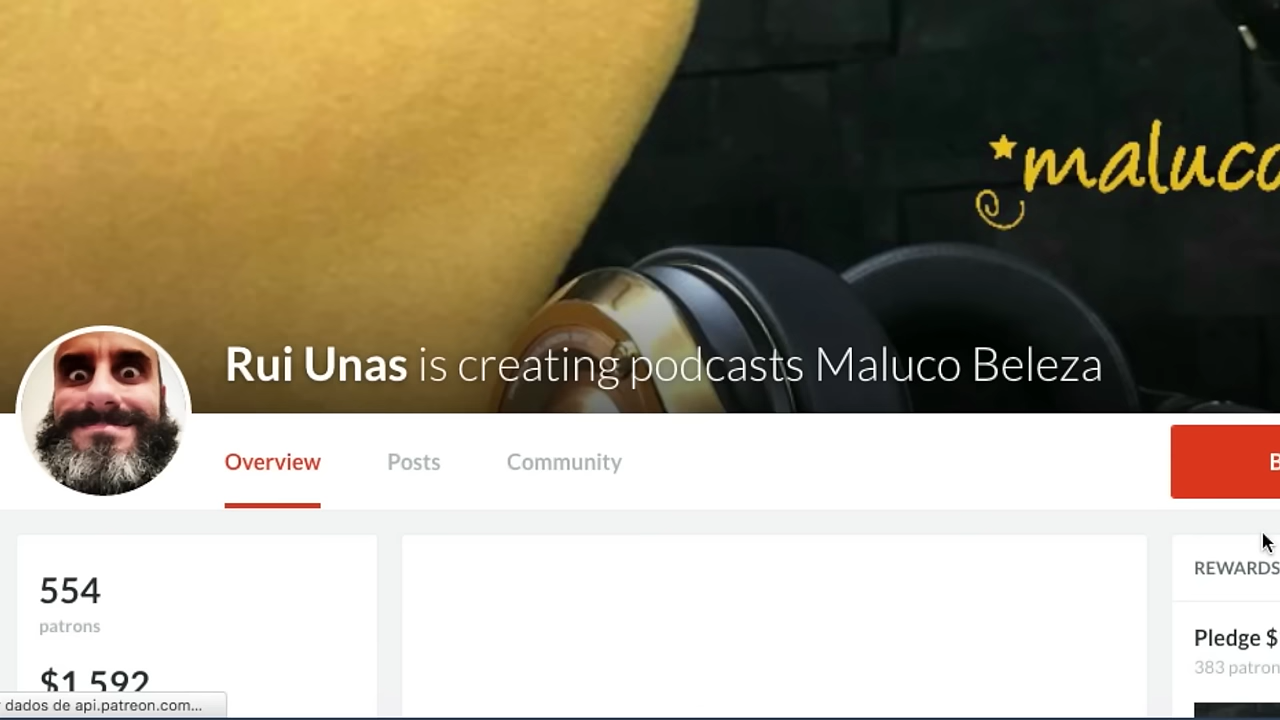 maluco
Rui Unas is creating podcasts Maluco Beleza
Overview
Posts
Community
B
554
patrons
$1,592
dados de api.patreon.com...
REWARDS
Pledge $
383 patron